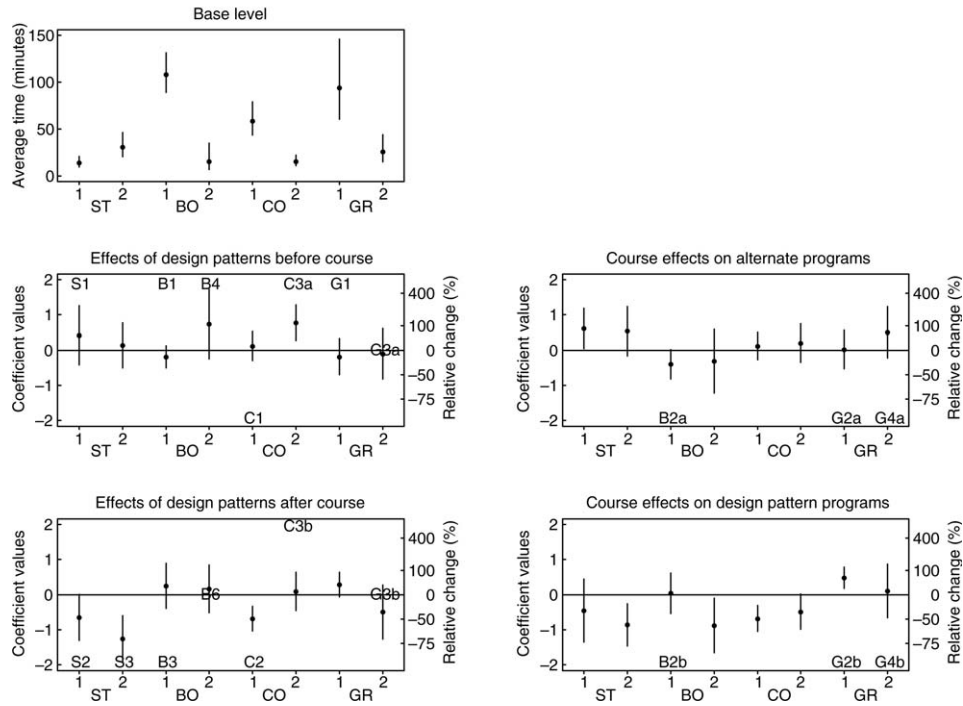 Base level
Average time (minutes)
150
100
50
0
1 2 1 2 1 2 1 2
ST BO CO GR
Effects of design patterns before course
Coefficient values
2
1
0
−1
−2
S1 B1 B4 C3a G1
G3a
C1
400
100
0
−50
−75
Relative change (%)
1 2 1 2 1 2 1 2
ST BO CO GR
Course effects on alternate programs
Coefficient values
2
1
0
−1
−2
B2a G2a G4a
400
100
0
−50
−75
Relative change (%)
1 2 1 2 1 2 1 2
ST BO CO GR
Effects of design patterns after course
Coefficient values
2
1
0
−1
−2
C3b
B6 G3b
S2 S3 B3 C2
400
100
0
−50
−75
Relative change (%)
1 2 1 2 1 2 1 2
ST BO CO GR
Course effects on design pattern programs
Coefficient values
2
1
0
−1
−2
B2b G2b G4b
400
100
0
−50
−75
Relative change (%)
1 2 1 2 1 2 1 2
ST BO CO GR